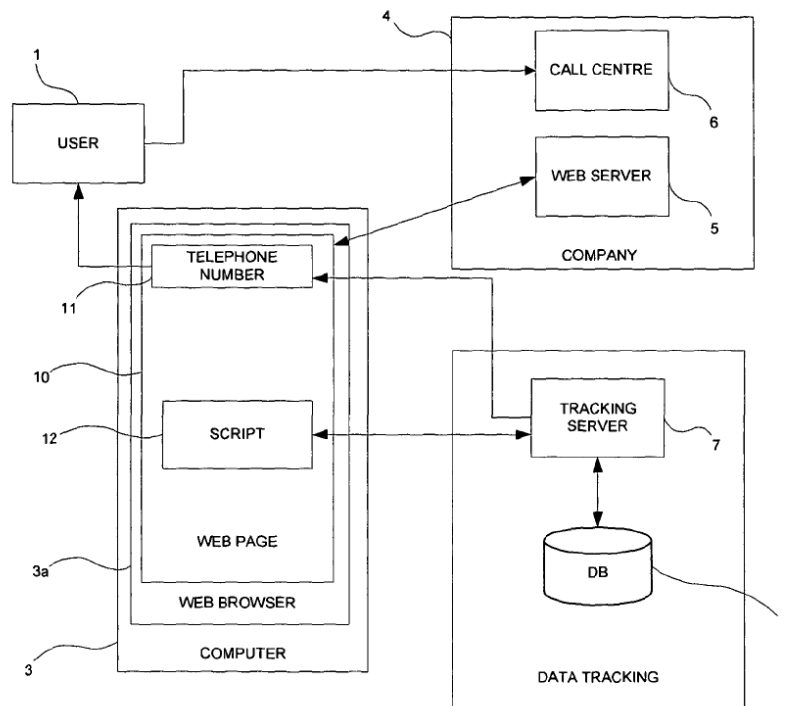 4
1
CALL CENTRE
USER
6
WEB SERVER
TELEPHONE
NUMBER
5
COMPANY
11
10
TRACKING
SERVER
12
SCRIPT
7
WEB PAGE
3a
DB
WEB BROWSER
COMPUTER
3
DATA TRACKING